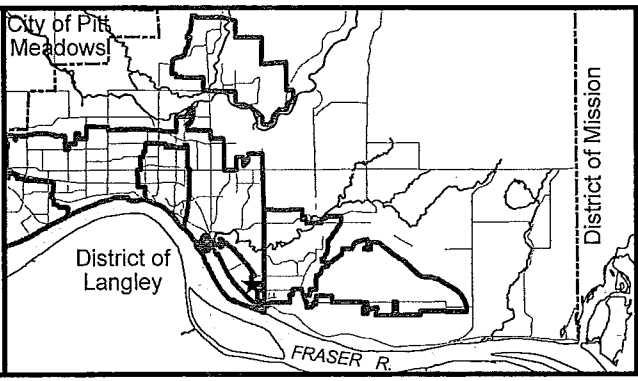 City of Pitt
Meadows
District of
Langley
FRASER R.
District of Mission